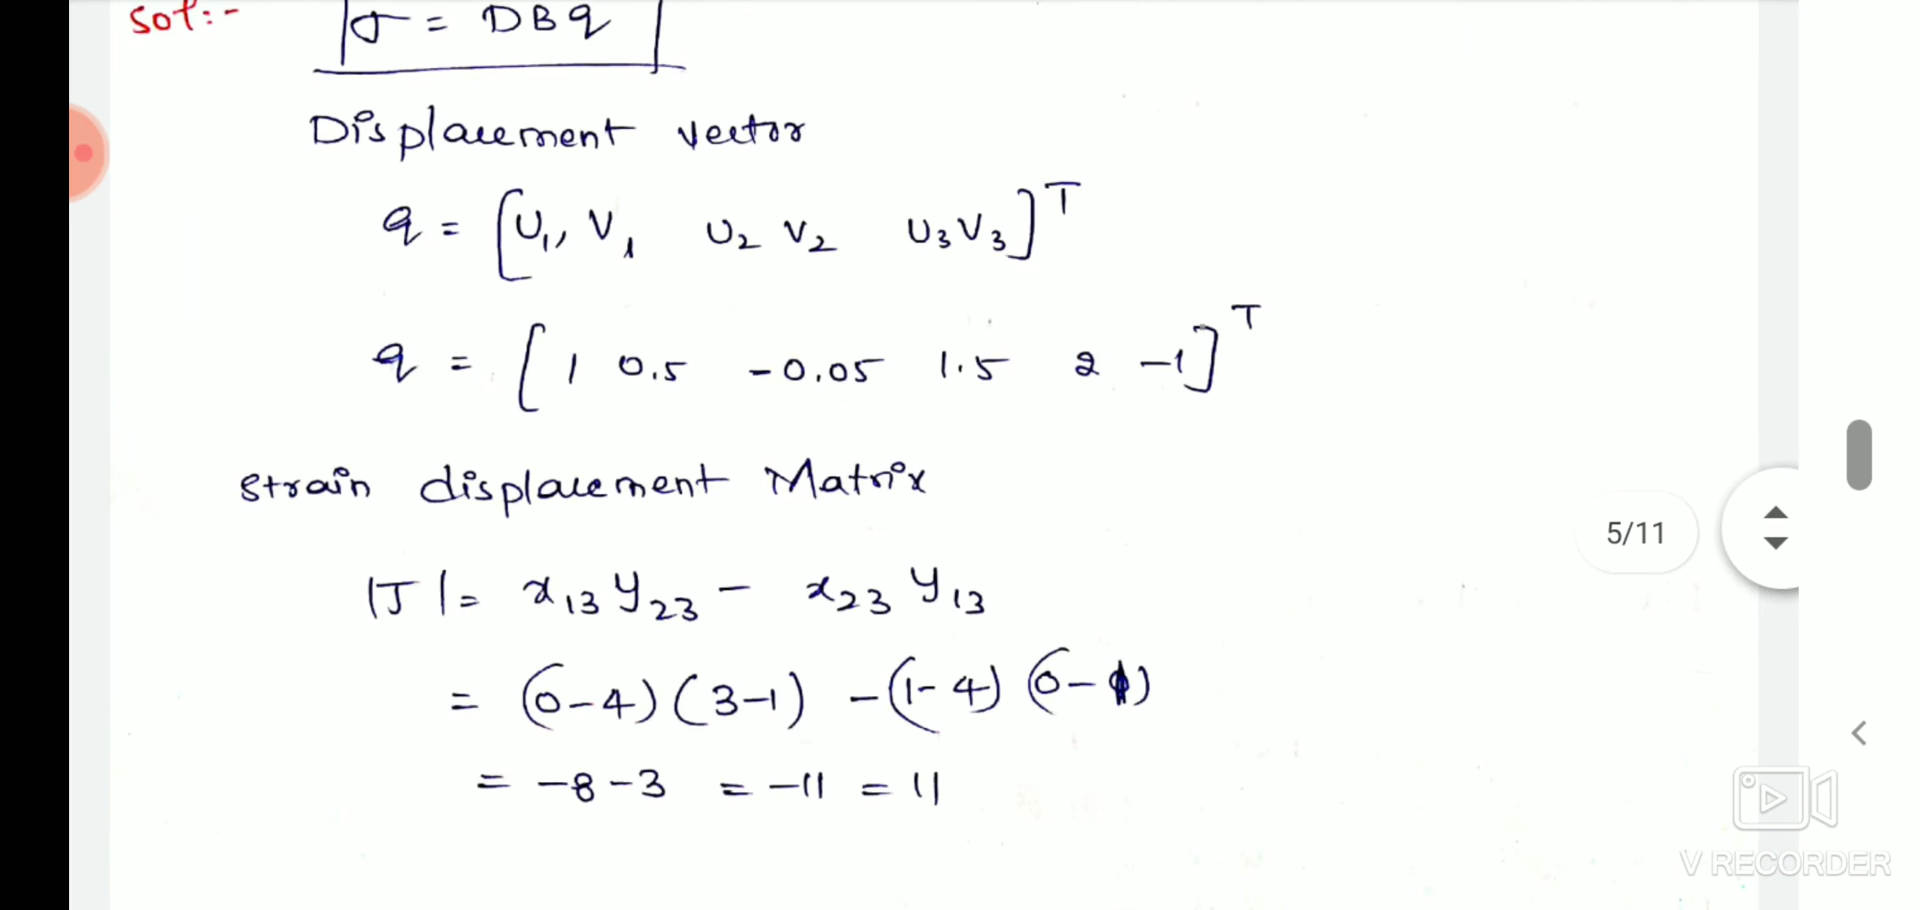 Sol:- σ = DBq
Displacement vector
q = [U₁, V₁ U₂ V₂ U₃V₃]ᵀ
q = [1 0.5 -0.05 1.5 2 -1]ᵀ
strain displacement Matrix
|J| = x₁₃ y₂₃ - x₂₃ y₁₃
= (0-4)(3-1) -(1-4)(0-1)
= -8-3 = -11 = 11
5/11
V RECORDER